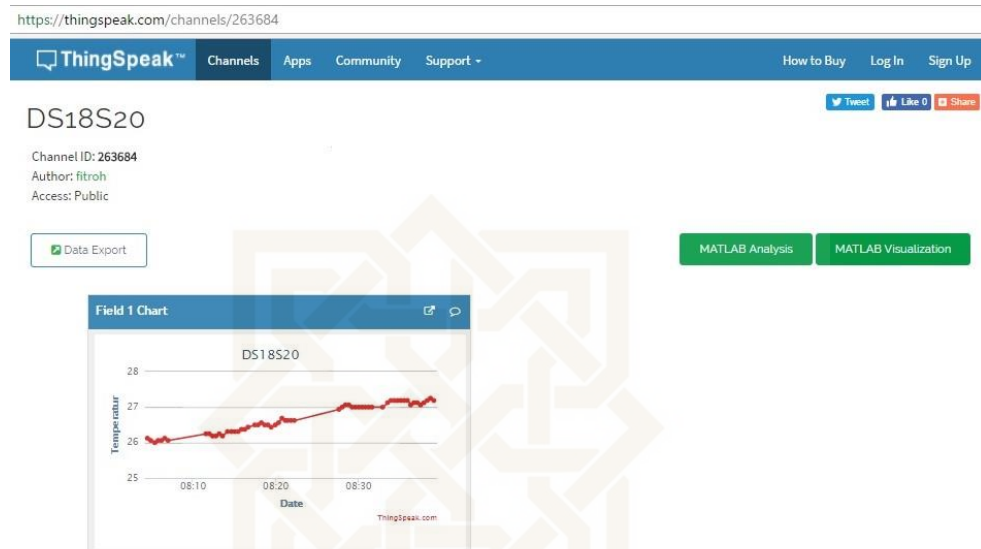 https://thingspeak.com/channels/263684
ThingSpeak™ Channels Apps Community Support How to Buy Log In Sign Up
Tweet Like 0 Share
DS18S20
Channel ID: 263684
Author: fitroh
Access: Public
Data Export MATLAB Analysis MATLAB Visualization
Field 1 Chart
DS18S20
28
27
26
25
Temperatur
08:10 08:20 08:30
Date
ThingSpeak.com